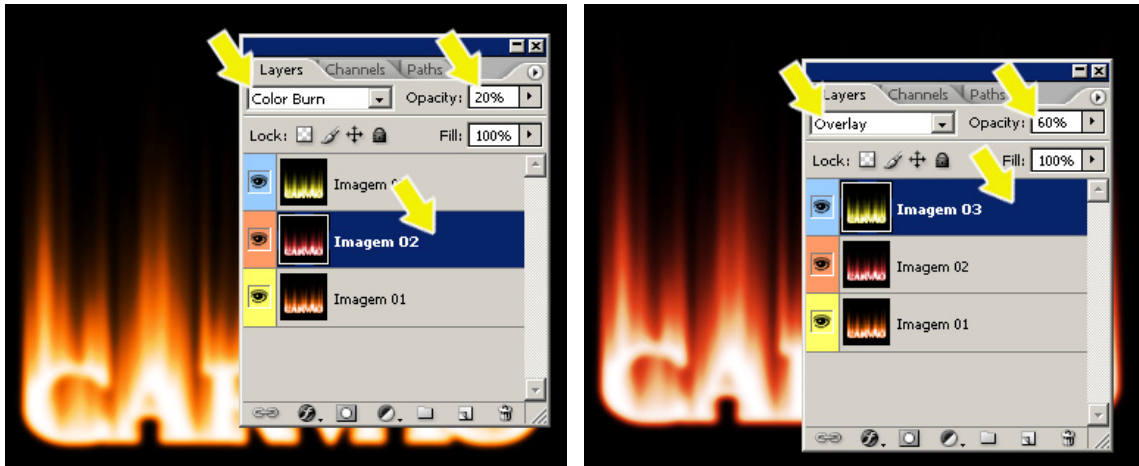 Layers Channels Paths
Color Burn Opacity: 20%
Lock: Fill: 100%
Imagem
Imagem 02
Imagem 01
Layers Channels Paths
Overlay Opacity: 60%
Lock: Fill: 100%
Imagem 03
Imagem 02
Imagem 01